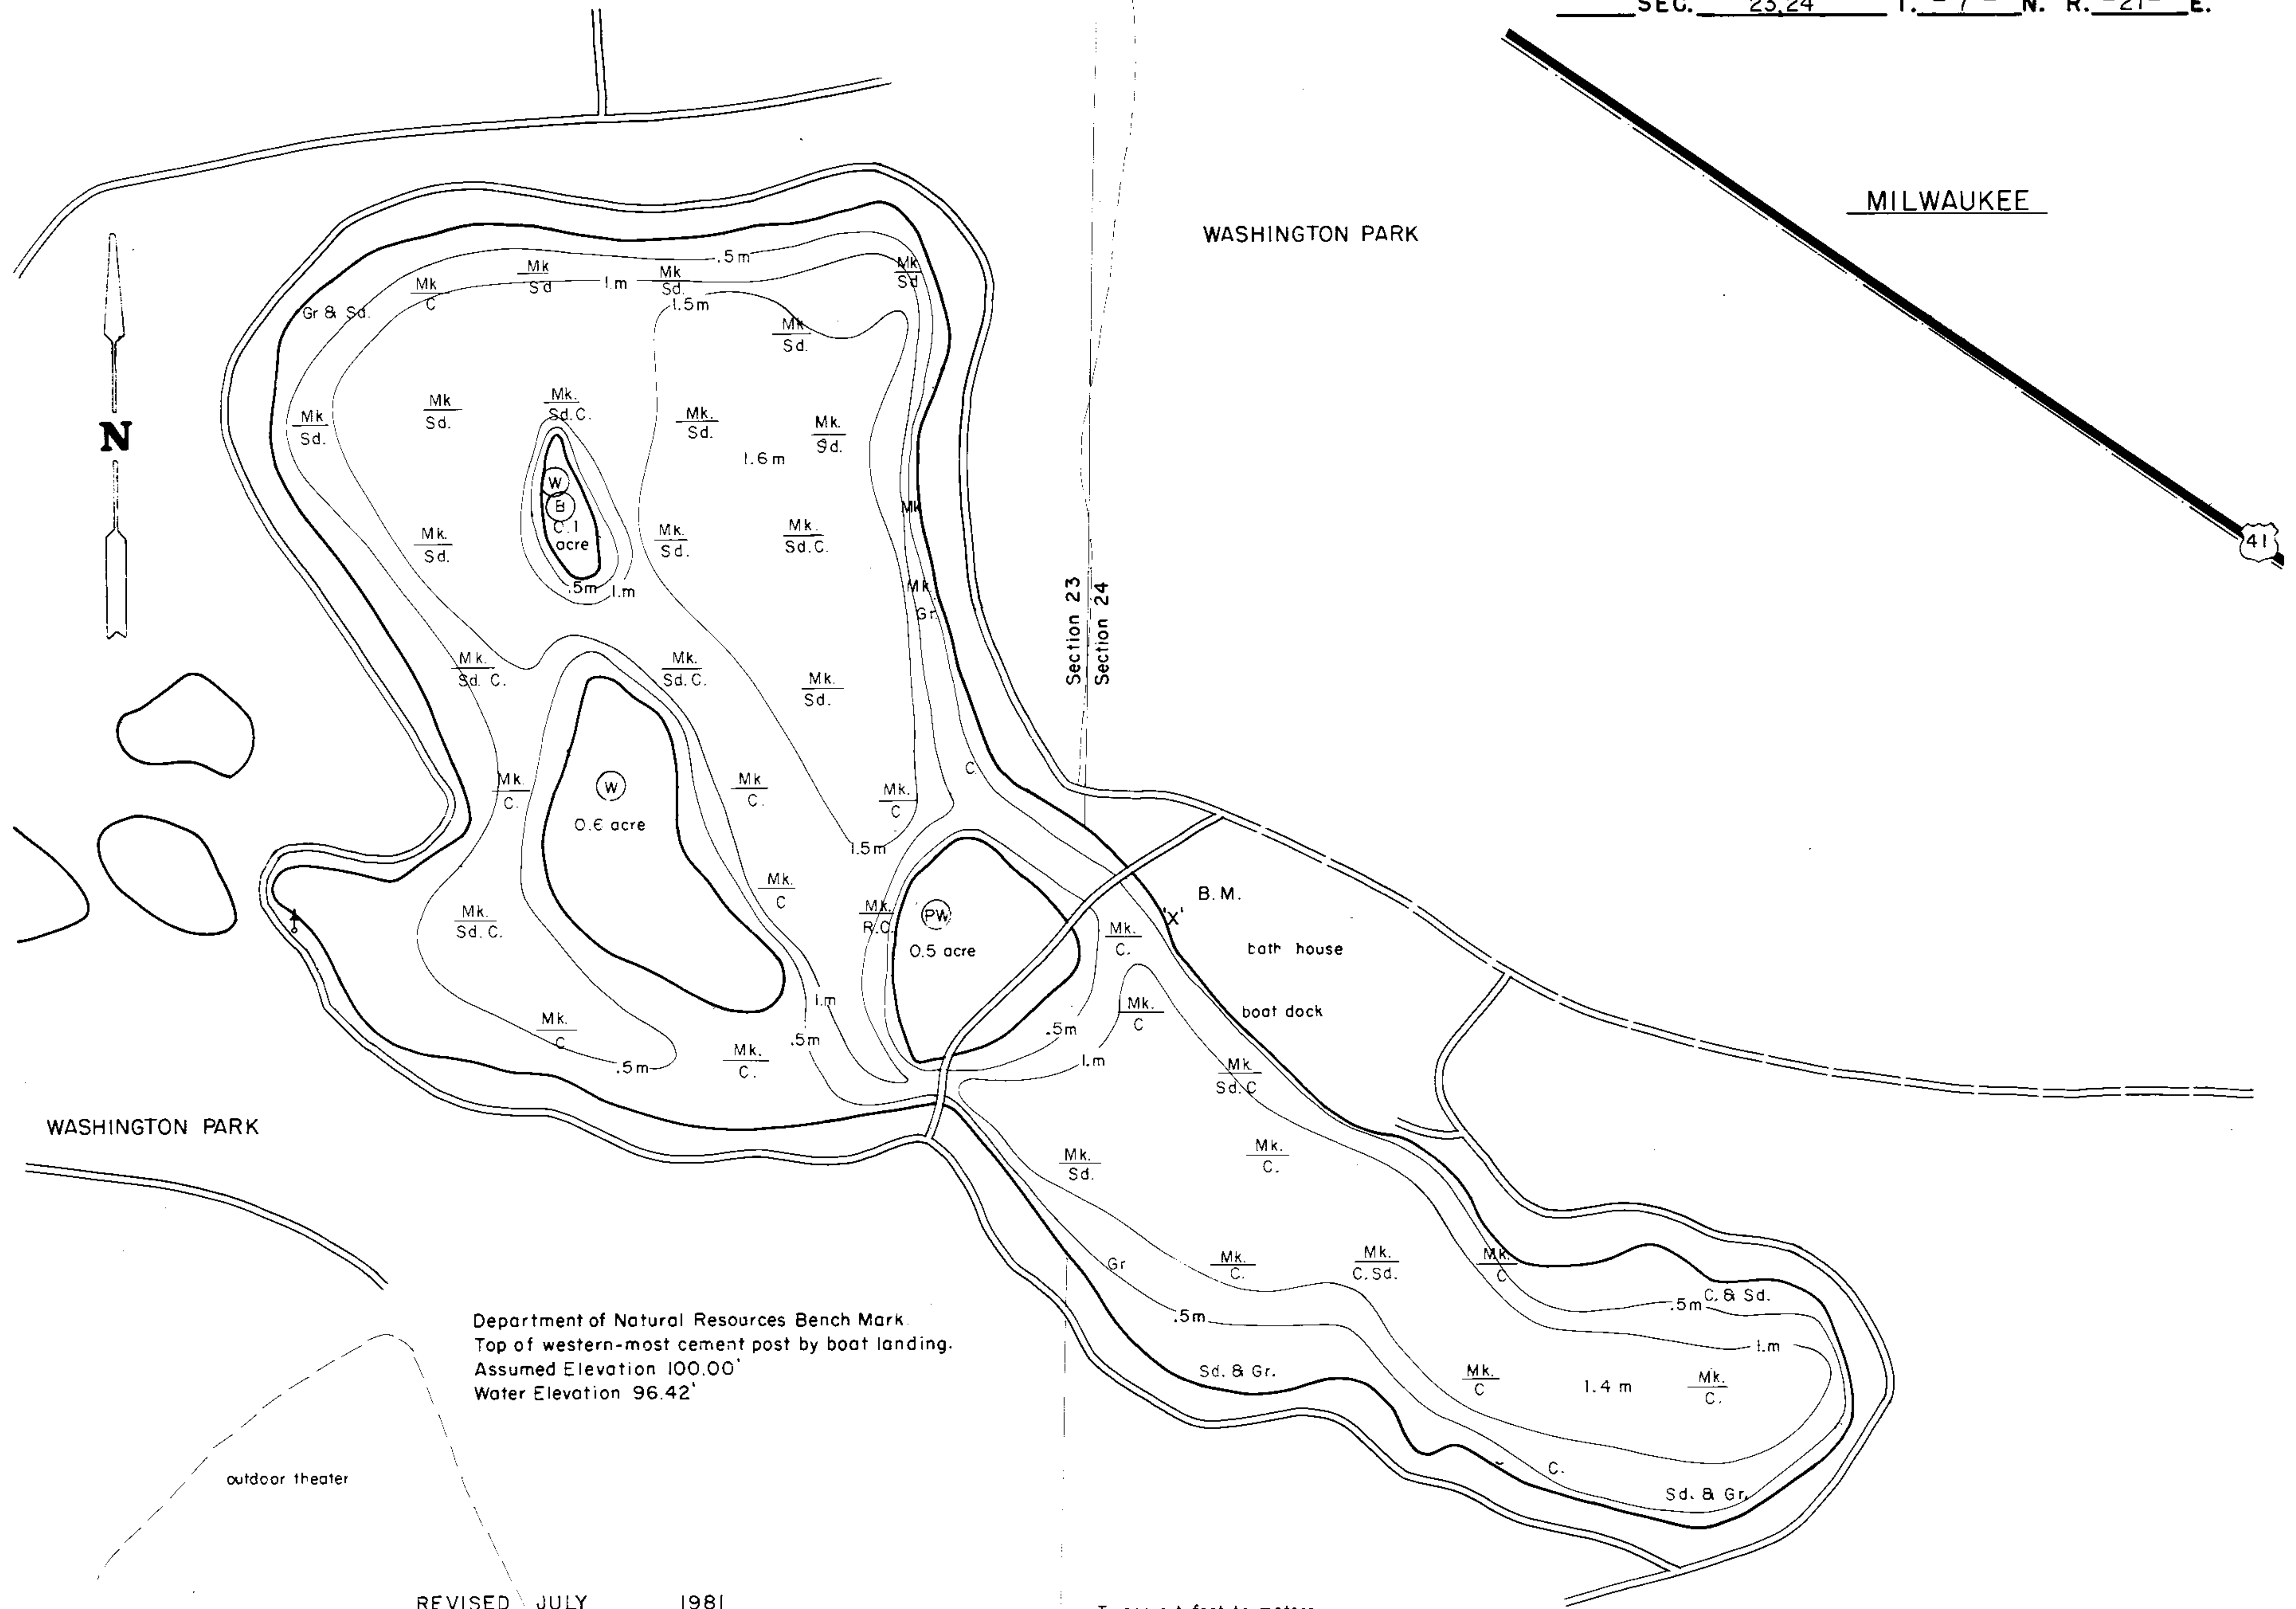 SEC. 23,24 T. 7 N. R. 21 E.
MILWAUKEE
WASHINGTON PARK
.5m
Mk Sd
Mk Sd
1.m
Mk Sd.
Mk C
1.5m
Gr & Sd.
Mk Sd.
Mk. Sd.C.
Mk Sd.
Mk Sd.
Mk. Sd.
Mk. Sd.
N
1.6 m
W
B
0.1
acre
Mk
Mk. Sd.C.
Mk. Sd.
Mk. Sd.
41
.5m
1.m
Mk.
Gr.
Section 23
Section 24
Mk. Sd. C.
Mk. Sd.C.
Mk. Sd.
C.
Mk. C.
W
Mk C.
Mk. C
0.6 acre
1.5m
Mk. C
B.M.
'X'
Mk. Sd.C.
Mk. R.C.
PW
0.5 acre
Mk. C.
bath house
boat dock
1.m
Mk. C
Mk. C
.5m
.5m
Mk. C.
.5m
1.m
Mk. Sd.C
WASHINGTON PARK
Mk. Sd.
Mk. C.
Gr
Mk. C.
Mk. C.Sd.
Mk. C
.5m
C. & Sd.
.5m
1.m
Department of Natural Resources Bench Mark.
Top of western-most cement post by boat landing.
Assumed Elevation 100.00'
Water Elevation 96.42'
Sd. & Gr.
Mk. C
1.4 m
Mk. C.
outdoor theater
C.
Sd. & Gr.
REVISED JULY 1981